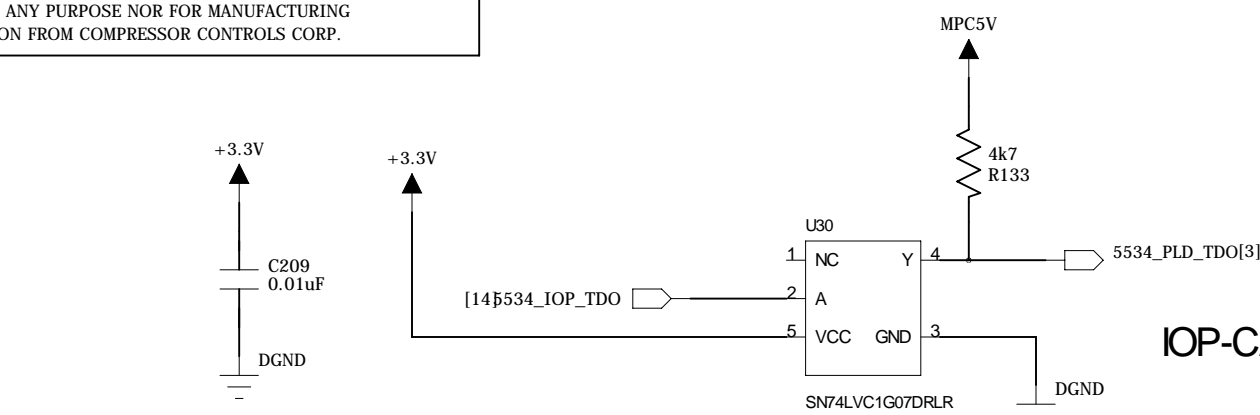 ANY PURPOSE NOR FOR MANUFACTURING
ON FROM COMPRESSOR CONTROLS CORP.
MPC5V
+3.3V
+3.3V
4k7
R133
U30
1
NC
Y
4
5534_PLD_TDO[3]
C209
0.01uF
[14]5534_IOP_TDO
2
A
5
VCC
GND
3
IOP-C
DGND
DGND
SN74LVC1G07DRLR